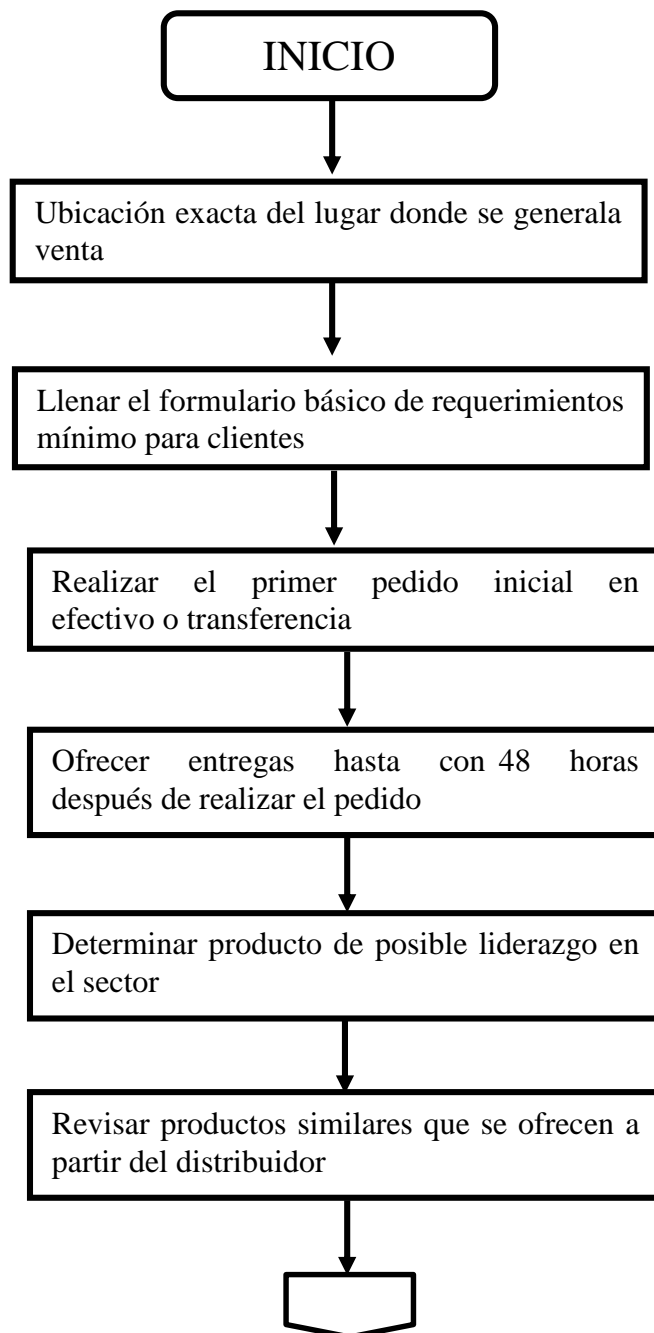 INICIO
Ubicación exacta del lugar donde se generala
venta
Llenar el formulario básico de requerimientos
mínimo para clientes
Realizar el primer pedido inicial en
efectivo o transferencia
Ofrecer entregas hasta con 48 horas
después de realizar el pedido
Determinar producto de posible liderazgo en
el sector
Revisar productos similares que se ofrecen a
partir del distribuidor